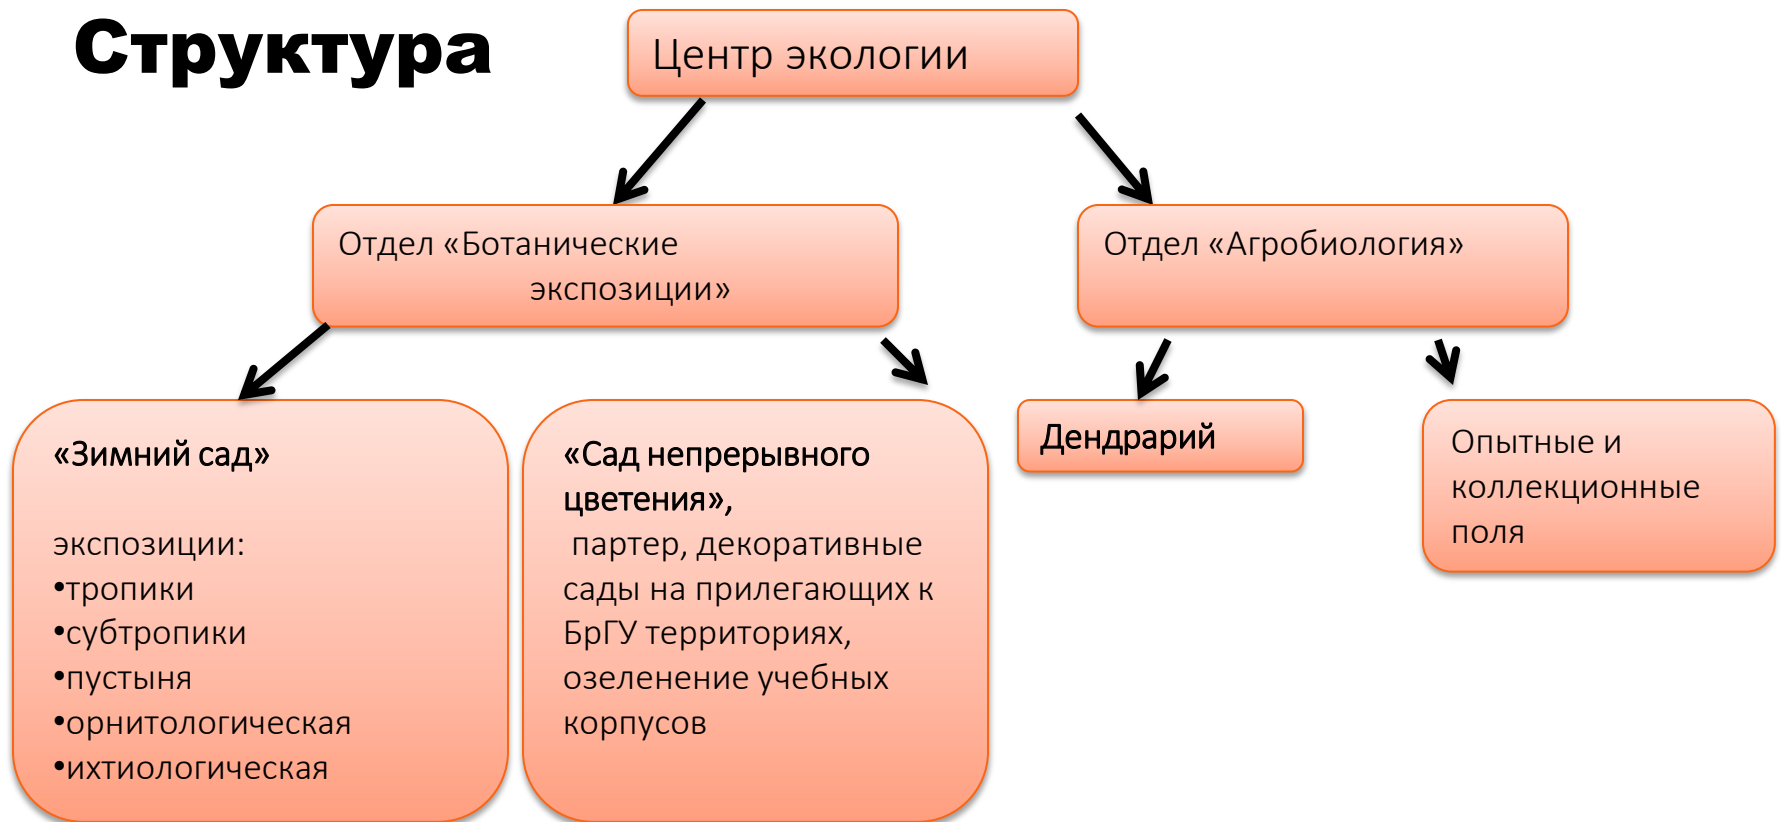 Структура
Центр экологии
Отдел «Ботанические
экспозиции»
Отдел «Агробиология»
«Зимний сад»
экспозиции:
•тропики
•субтропики
•пустыня
•орнитологическая
•ихтиологическая
«Сад непрерывного
цветения»,
партер, декоративные
сады на прилегающих к
БрГУ территориях,
озеленение учебных
корпусов
Дендрарий
Опытные и
коллекционные
поля